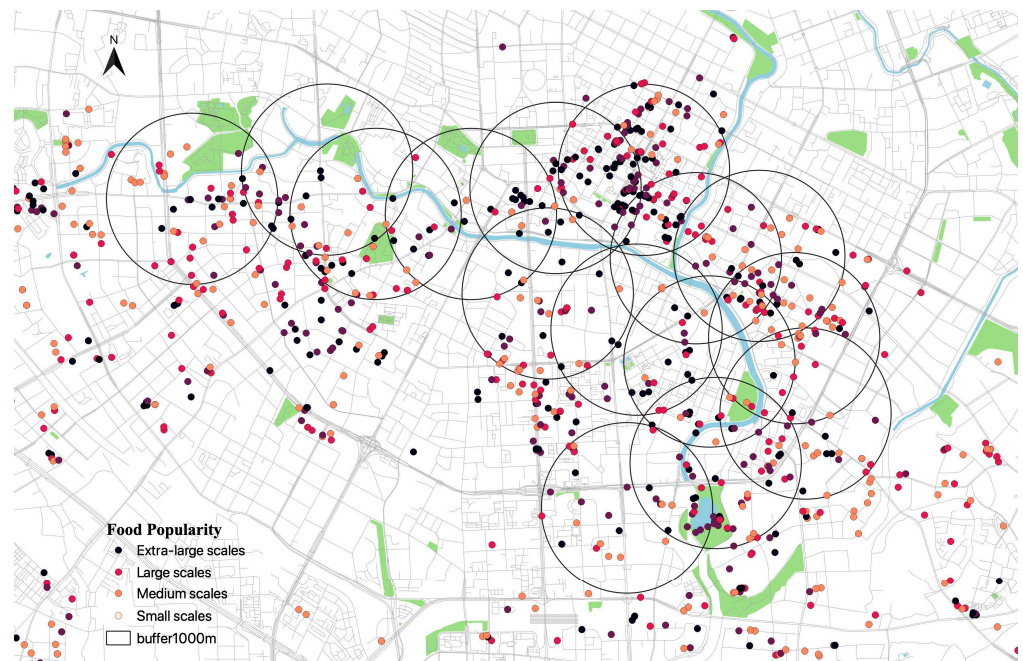 N
Food Popularity
Extra-large scales
Large scales
Medium scales
Small scales
buffer1000m